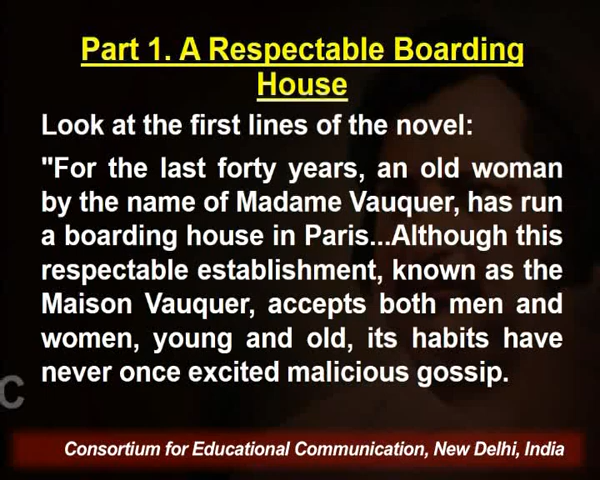 Part 1. A Respectable Boarding
House
Look at the first lines of the novel:
"For the last forty years, an old woman
by the name of Madame Vauquer, has run
a boarding house in Paris...Although this
respectable establishment, known as the
Maison Vauquer, accepts both men and
women, young and old, its habits have
never once excited malicious gossip.
C
Consortium for Educational Communication, New Delhi, India